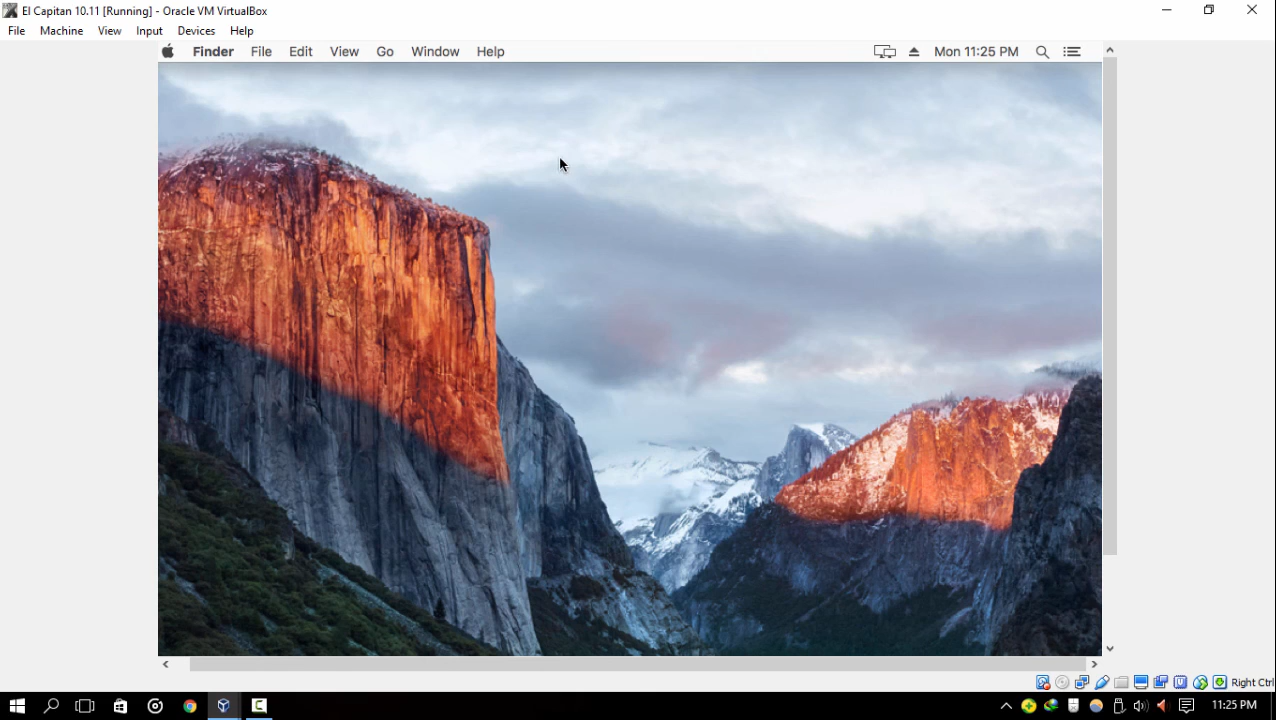 El Capitan 10.11 [Running] - Oracle VM VirtualBox
File Machine View Input Devices Help
Finder File Edit View Go Window Help Mon 11:25 PM
Right Ctrl
11:25 PM